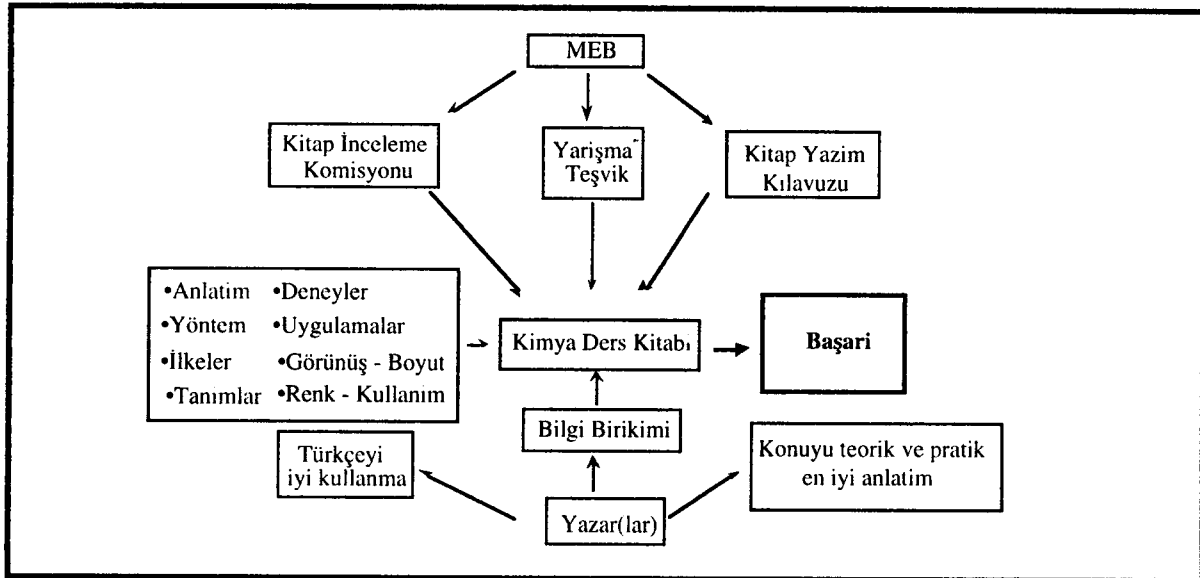 MEB
Kitap İnceleme
Komisyonu
Yarişma
Teşvik
Kitap Yazim
Kılavuzu
•Anlatim •Deneyler
•Yöntem •Uygulamalar
•İlkeler •Görünüş - Boyut
•Tanımlar •Renk - Kullanım
Kimya Ders Kitabı
Başari
Bilgi Birikimi
Türkçeyi
iyi kullanma
Konuyu teorik ve pratik
en iyi anlatim
Yazar(lar)